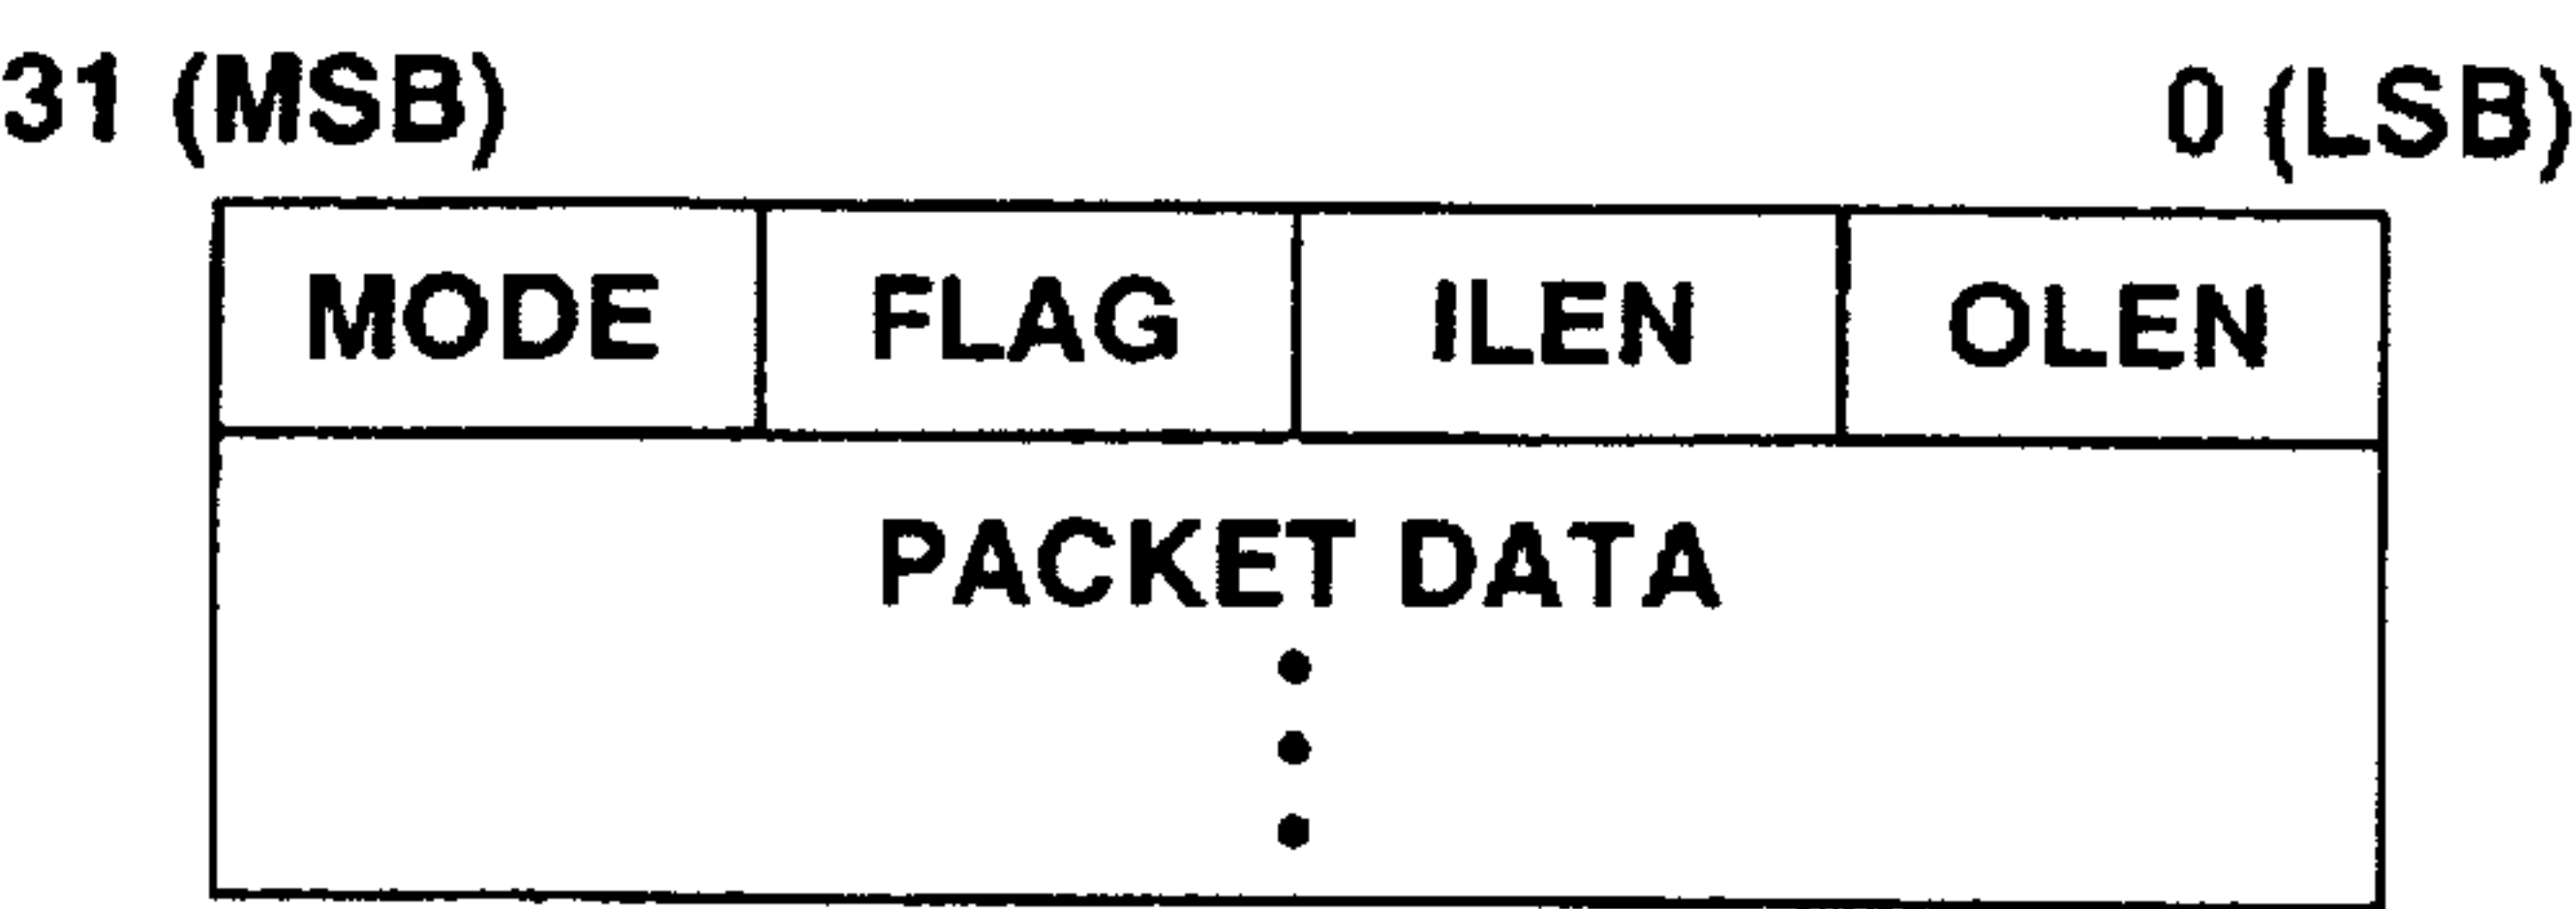 31 (MSB) 0 (LSB)
MODE FLAG ILEN OLEN
PACKET DATA